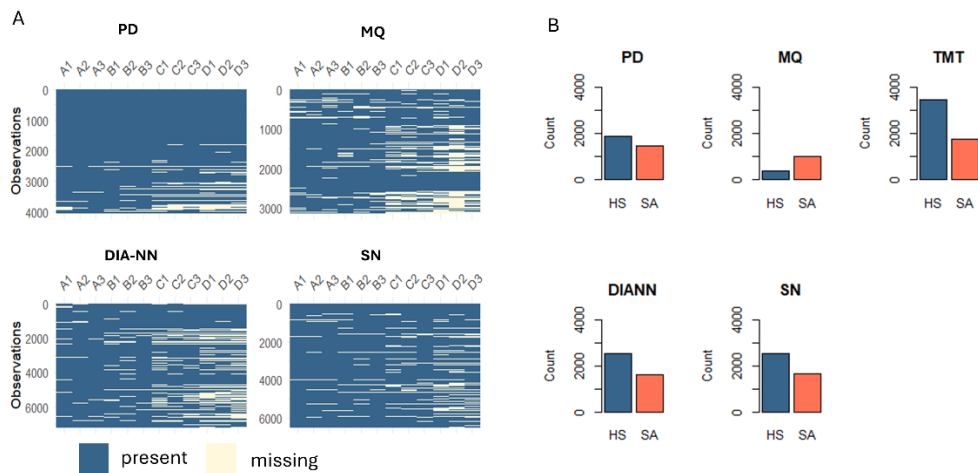 A
PD
MQ
A1 A2 A3 B1 B2 B3 C1 C2 C3 D1 D2 D3
A1 A2 A3 B1 B2 B3 C1 C2 C3 D1 D2 D3
Observations
0
1000
2000
3000
4000
0
1000
2000
3000
DIA-NN
SN
A1 A2 A3 B1 B2 B3 C1 C2 C3 D1 D2 D3
A1 A2 A3 B1 B2 B3 C1 C2 C3 D1 D2 D3
Observations
0
2000
4000
6000
0
2000
4000
6000
present
missing
B
PD
Count
4000
2000
0
HS SA
MQ
Count
4000
2000
0
HS SA
TMT
Count
4000
2000
0
HS SA
DIANN
Count
4000
2000
0
HS SA
SN
Count
4000
2000
0
HS SA